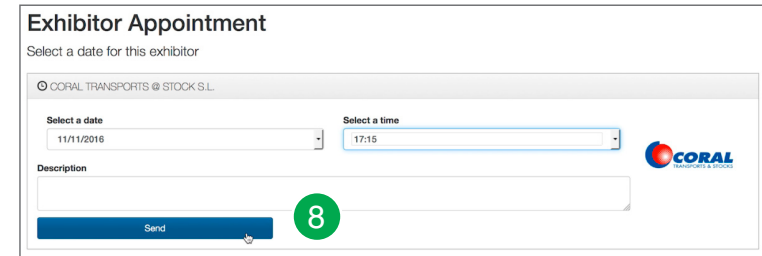 Exhibitor Appointment
Select a date for this exhibitor
CORAL TRANSPORTS @ STOCK S.L.
Select a date
Select a time
11/11/2016
17:15
CORAL
TRANSPORTS & STOCKS
Description
Send
8